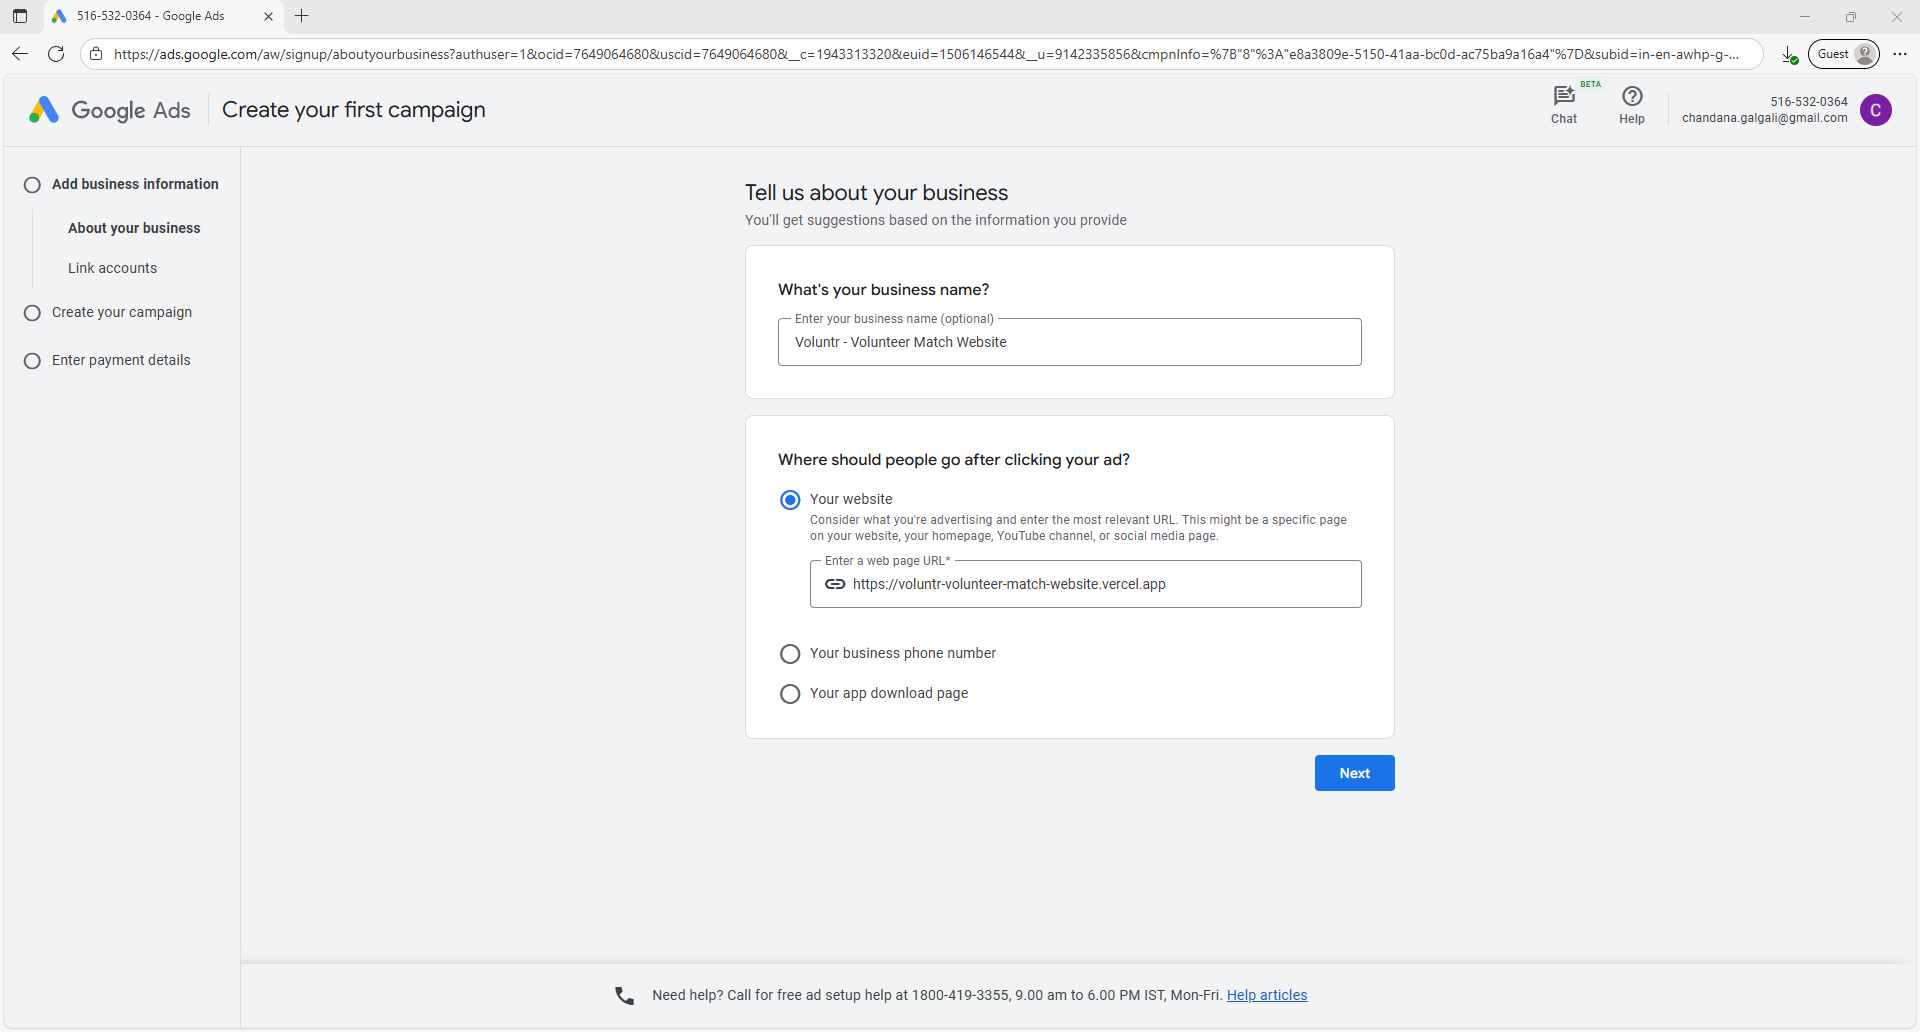 516-532-0364 - Google Ads
https://ads.google.com/aw/signup/aboutyourbusiness?authuser=1&ocid=7649064680&uscid=7649064680&__c=1943313320&euid=1506146544&__u=9142335856&cmpnInfo=%7B"8"%3A"e8a3809e-5150-41aa-bc0d-ac75ba9a16a4"%7D&subid=in-en-awhp-g-...
Guest
Google Ads
Create your first campaign
BETA
Chat
Help
516-532-0364
chandana.galgali@gmail.com
C
Add business information
About your business
Link accounts
Create your campaign
Enter payment details
Tell us about your business
You'll get suggestions based on the information you provide
What's your business name?
Enter your business name (optional)
Voluntr - Volunteer Match Website
Where should people go after clicking your ad?
Your website
Consider what you're advertising and enter the most relevant URL. This might be a specific page
on your website, your homepage, YouTube channel, or social media page.
Enter a web page URL*
https://voluntr-volunteer-match-website.vercel.app
Your business phone number
Your app download page
Next
Need help? Call for free ad setup help at 1800-419-3355, 9.00 am to 6.00 PM IST, Mon-Fri. Help articles